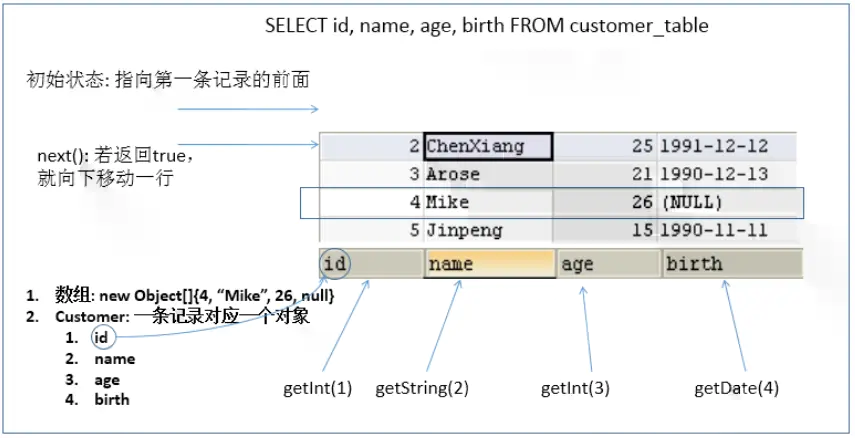 SELECT id, name, age, birth FROM customer_table
初始状态: 指向第一条记录的前面
next(): 若返回true，
就向下移动一行
2 ChenXiang 25 1991-12-12
3 Arose 21 1990-12-13
4 Mike 26 (NULL)
5 Jinpeng 15 1990-11-11
id name age birth
1. 数组: new Object[]{4, “Mike”, 26, null}
2. Customer: 一条记录对应一个对象
1. id
2. name
3. age
4. birth
getInt(1) getString(2) getInt(3) getDate(4)